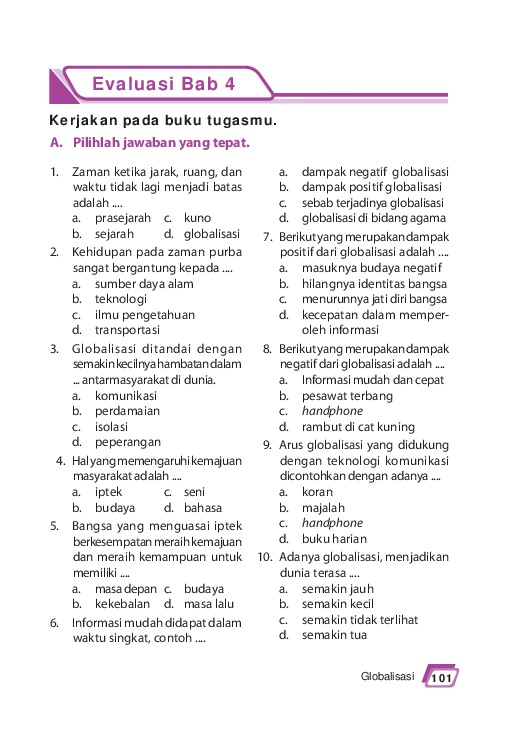 Evaluasi Bab 4
Kerjakan pada buku tugasmu.
A. Pilihlah jawaban yang tepat.
1. Zaman ketika jarak, ruang, dan
waktu tidak lagi menjadi batas
adalah ....
a. prasejarah c. kuno
b. sejarah d. globalisasi
2. Kehidupan pada zaman purba
sangat bergantung kepada ....
a. sumber daya alam
b. teknologi
c. ilmu pengetahuan
d. transportasi
3. Globalisasi ditandai dengan
semakin kecilnya hambatan dalam
... antarmasyarakat di dunia.
a. komunikasi
b. perdamaian
c. isolasi
d. peperangan
4. Hal yang memengaruhi kemajuan
masyarakat adalah ....
a. iptek c. seni
b. budaya d. bahasa
5. Bangsa yang menguasai iptek
berkesempatan meraih kemajuan
dan meraih kemampuan untuk
memiliki ....
a. masa depan c. budaya
b. kekebalan d. masa lalu
6. Informasi mudah didapat dalam
waktu singkat, contoh ....
a. dampak negatif globalisasi
b. dampak positif globalisasi
c. sebab terjadinya globalisasi
d. globalisasi di bidang agama
7. Berikut yang merupakan dampak
positif dari globalisasi adalah ....
a. masuknya budaya negatif
b. hilangnya identitas bangsa
c. menurunnya jati diri bangsa
d. kecepatan dalam memper-
oleh informasi
8. Berikut yang merupakan dampak
negatif dari globalisasi adalah ....
a. Informasi mudah dan cepat
b. pesawat terbang
c. handphone
d. rambut di cat kuning
9. Arus globalisasi yang didukung
dengan teknologi komunikasi
dicontohkan dengan adanya ....
a. koran
b. majalah
c. handphone
d. buku harian
10. Adanya globalisasi, menjadikan
dunia terasa ....
a. semakin jauh
b. semakin kecil
c. semakin tidak terlihat
d. semakin tua
Globalisasi 101